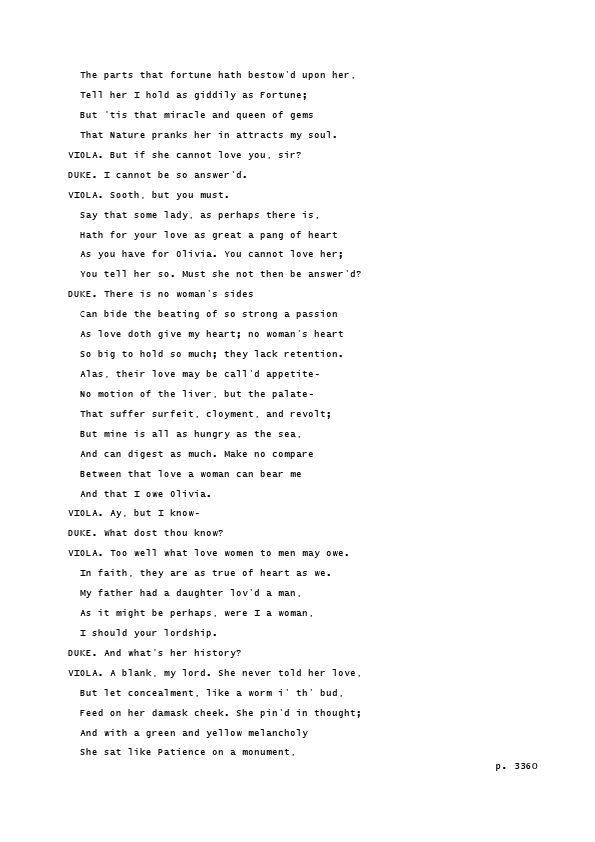 The parts that fortune hath bestow'd upon her,
Tell her I hold as giddily as Fortune;
But 'tis that miracle and queen of gems
That Nature pranks her in attracts my soul.
VIOLA. But if she cannot love you, sir?
DUKE. I cannot be so answer'd.
VIOLA. Sooth, but you must.
Say that some lady, as perhaps there is,
Hath for your love as great a pang of heart
As you have for Olivia. You cannot love her;
You tell her so. Must she not then be answer'd?
DUKE. There is no woman's sides
Can bide the beating of so strong a passion
As love doth give my heart; no woman's heart
So big to hold so much; they lack retention.
Alas, their love may be call'd appetite-
No motion of the liver, but the palate-
That suffer surfeit, cloyment, and revolt;
But mine is all as hungry as the sea,
And can digest as much. Make no compare
Between that love a woman can bear me
And that I owe Olivia.
VIOLA. Ay, but I know-
DUKE. What dost thou know?
VIOLA. Too well what love women to men may owe.
In faith, they are as true of heart as we.
My father had a daughter lov'd a man,
As it might be perhaps, were I a woman,
I should your lordship.
DUKE. And what's her history?
VIOLA. A blank, my lord. She never told her love,
But let concealment, like a worm i' th' bud,
Feed on her damask cheek. She pin'd in thought;
And with a green and yellow melancholy
She sat like Patience on a monument,
p. 3360